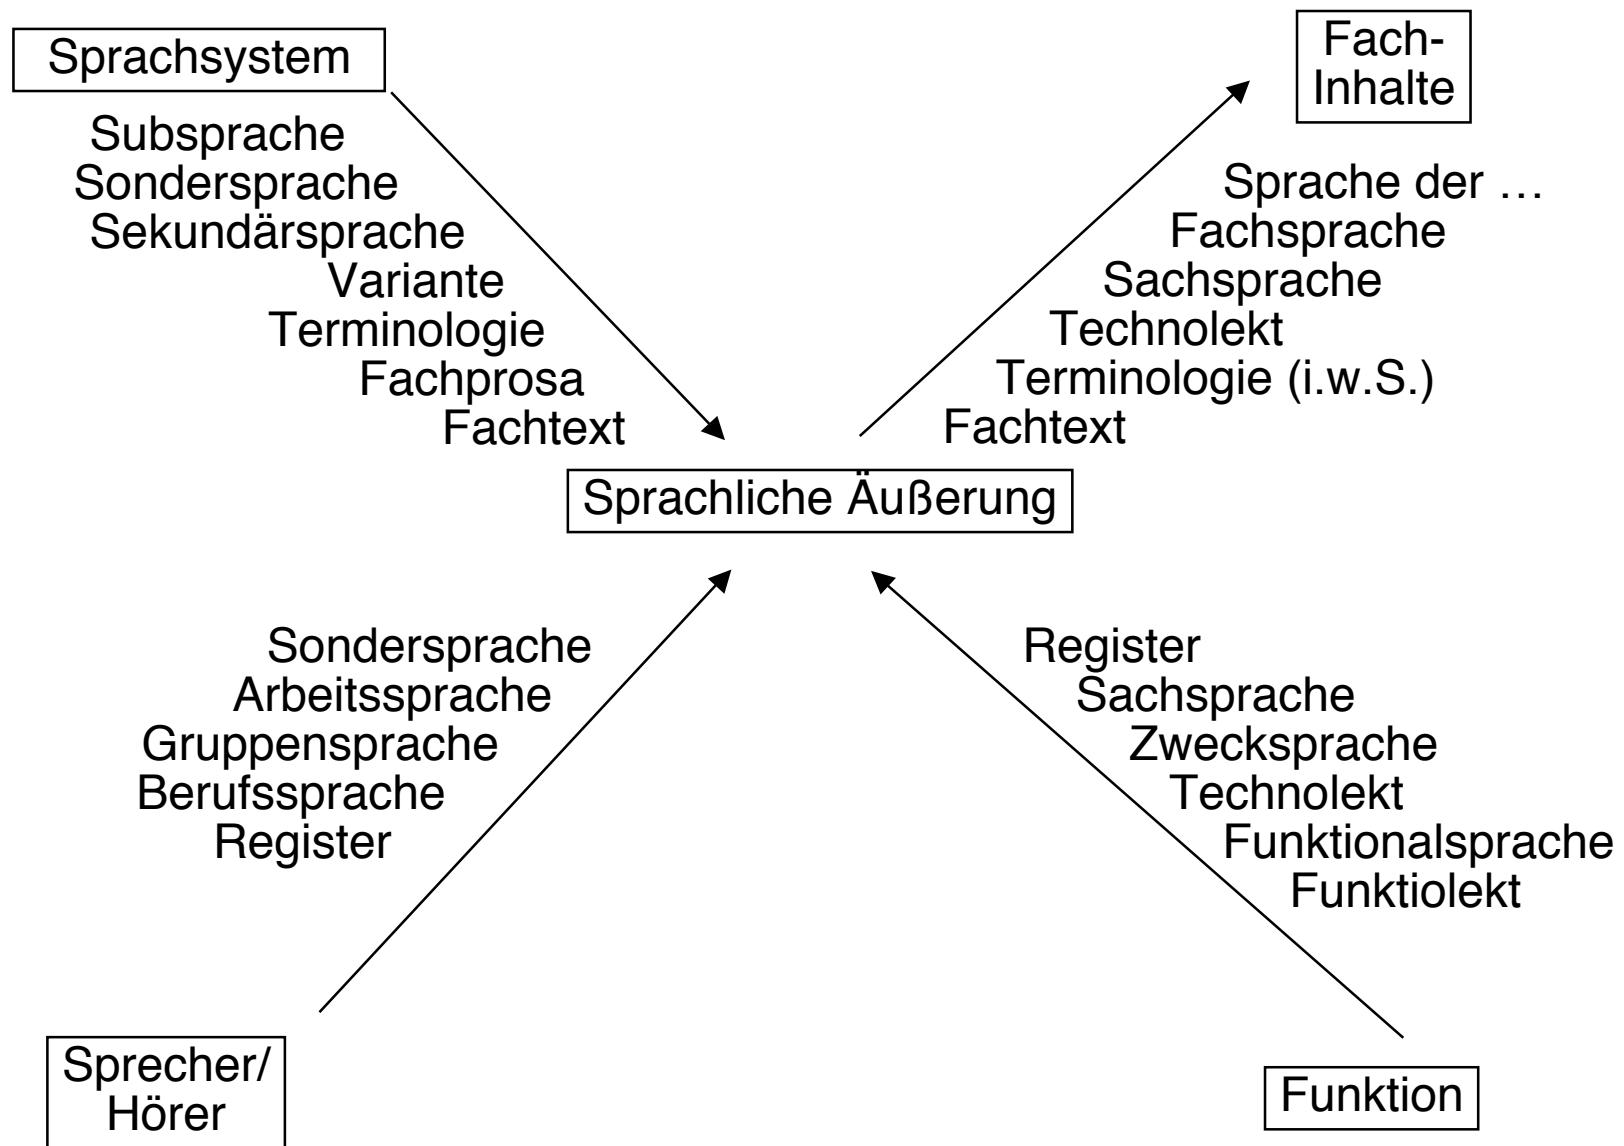 Sprachsystem
Subsprache
Sondersprache
Sekundärsprache
Variante
Terminologie
Fachprosa
Fachtext
Fach-
Inhalte
Sprache der …
Fachsprache
Sachsprache
Technolekt
Terminologie (i.w.S.)
Fachtext
Sprachliche Äußerung
Sondersprache
Arbeitssprache
Gruppensprache
Berufssprache
Register
Sprecher/
Hörer
Register
Sachsprache
Zwecksprache
Technolekt
Funktionalsprache
Funktiolekt
Funktion